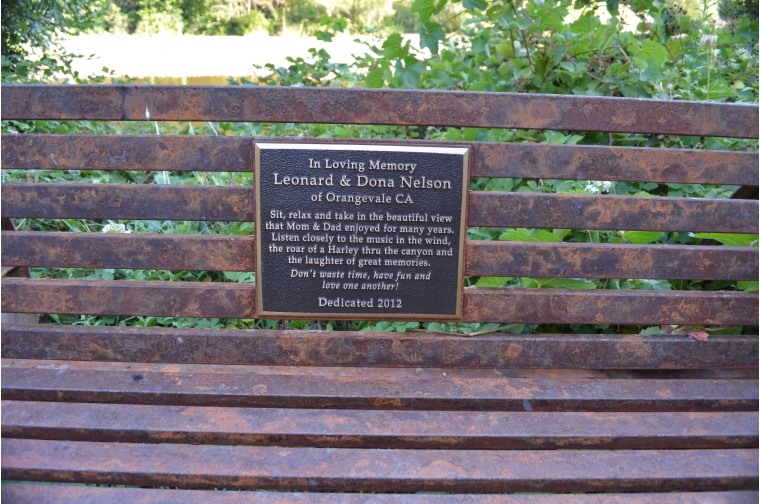 In Loving Memory
Leonard & Dona Nelson
of Orangevale CA
Sit, relax and take in the beautiful view
that Mom & Dad enjoyed for many years.
Listen closely to the music in the wind,
the roar of a Harley thru the canyon and
the laughter of great memories.
Don't waste time, have fun and
love one another!
Dedicated 2012